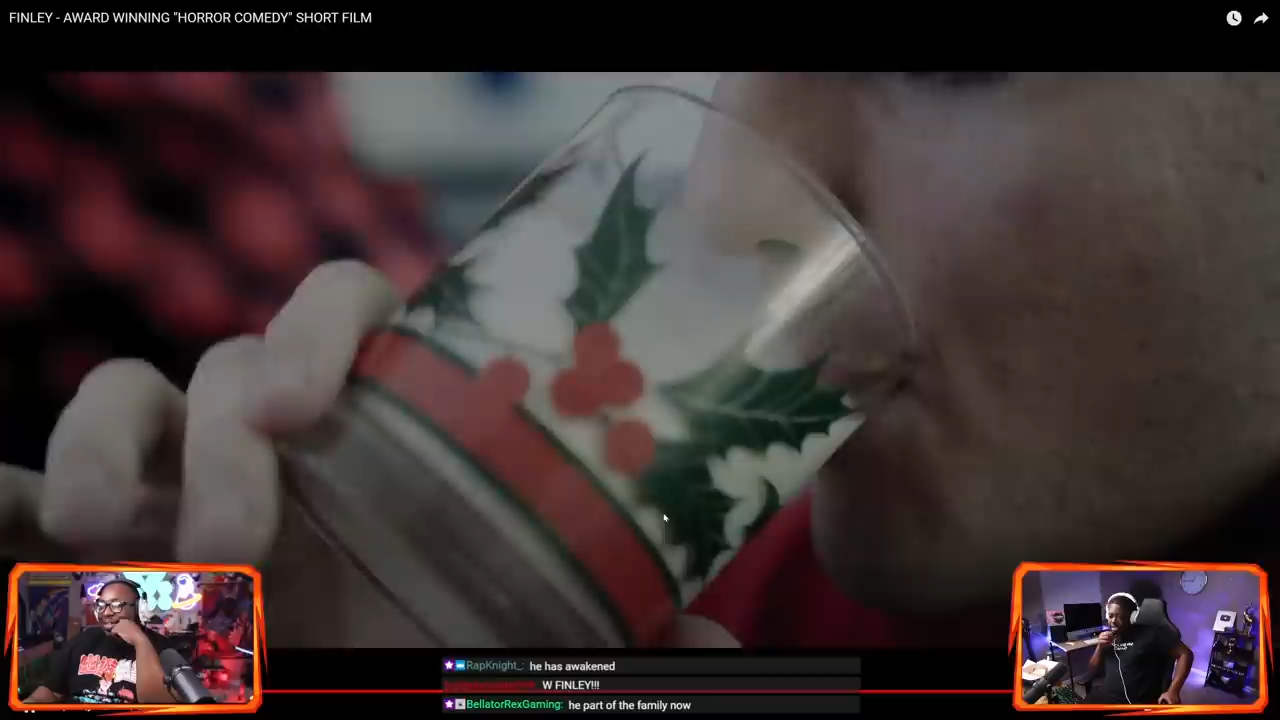 FINLEY - AWARD WINNING "HORROR COMEDY" SHORT FILM
RapKnight_: he has awakened
W FINLEY!!!
BellatorRexGaming: he part of the family now